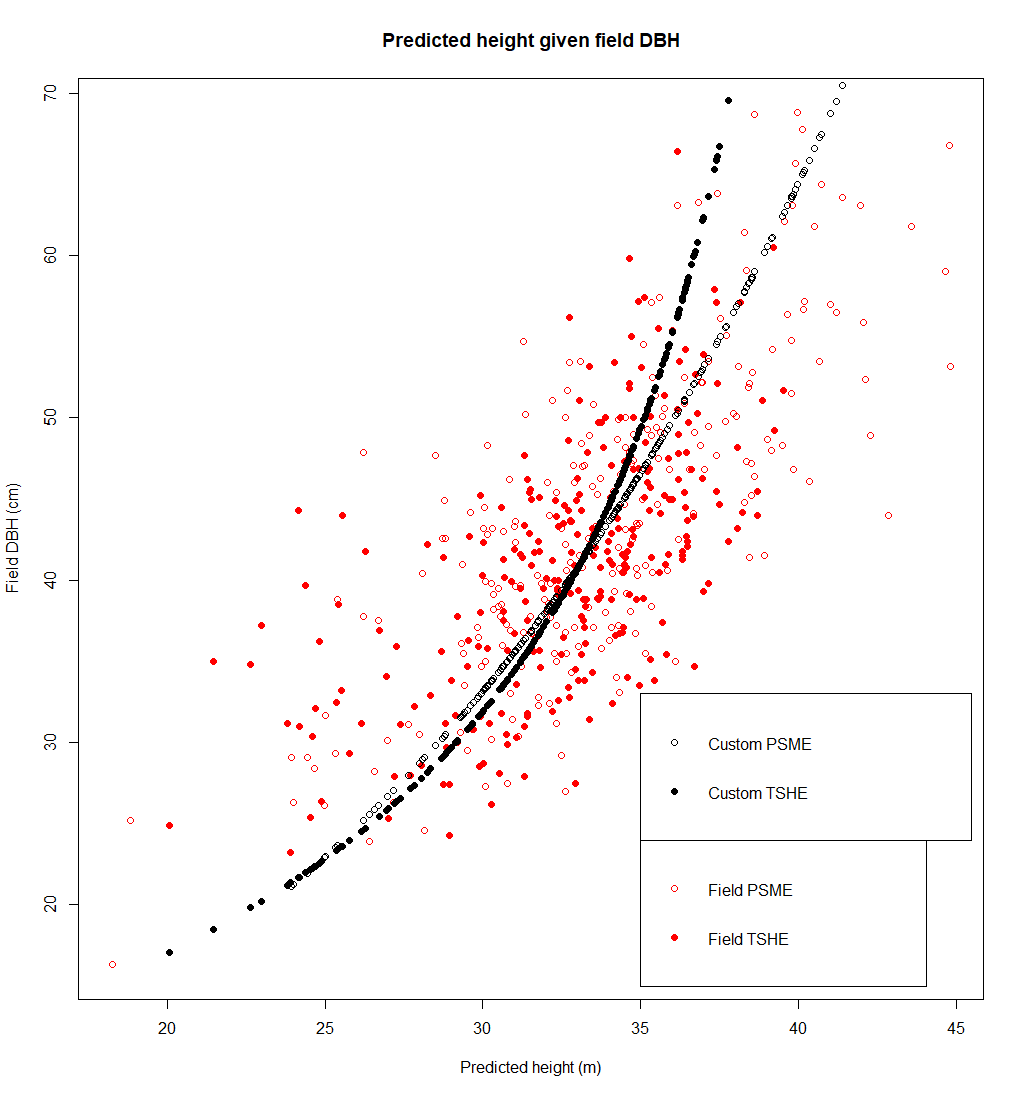 Predicted height given field DBH
70
60
50
40
30
20
Field DBH (cm)
Custom PSME
Custom TSHE
Field PSME
Field TSHE
20 25 30 35 40 45
Predicted height (m)